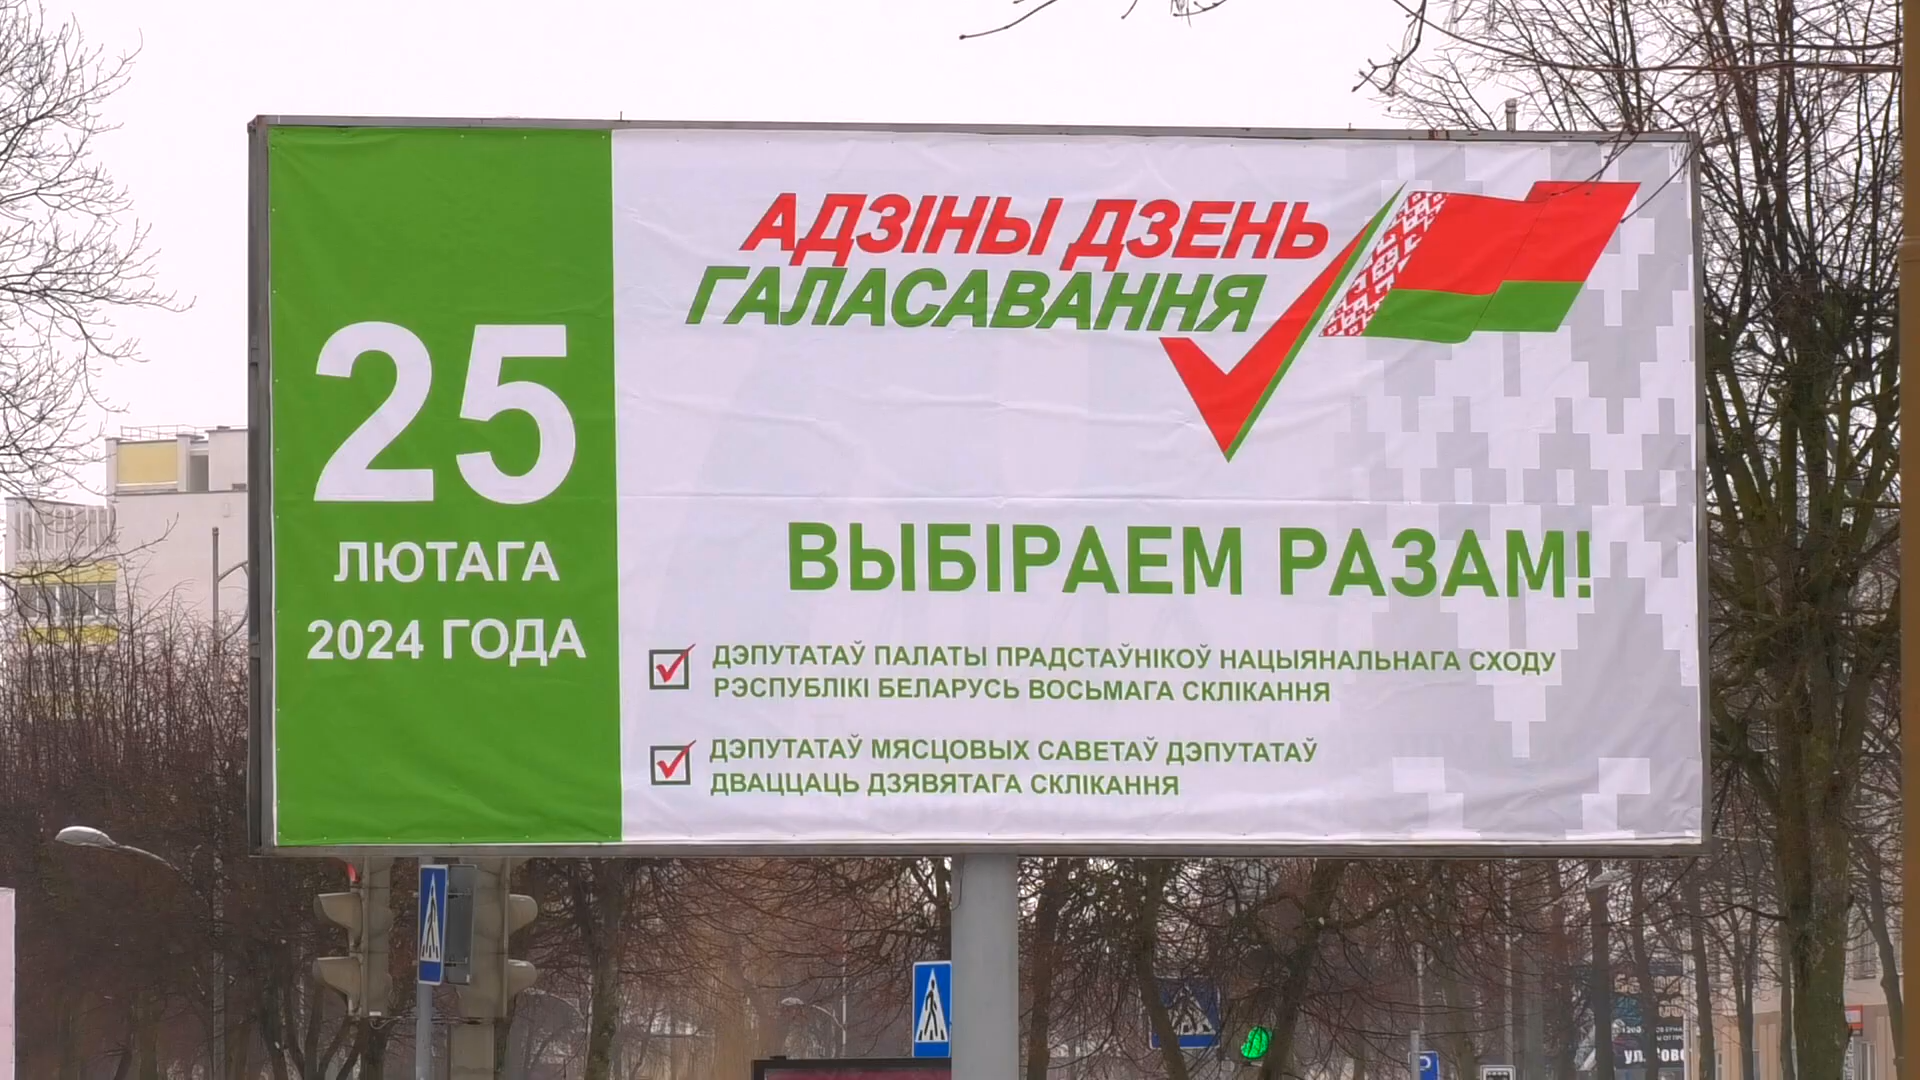 25
ЛЮТАГА
2024 ГОДА
АДЗІНЫ ДЗЕНЬ
ГАЛАСАВАННЯ
ВЫБІРАЕМ РАЗАМ!
ДЭПУТАТАЎ ПАЛАТЫ ПРАДСТАЎНІКОЎ НАЦЫЯНАЛЬНАГА СХОДУ
РЭСПУБЛІКІ БЕЛАРУСЬ ВОСЬМАГА СКЛІКАННЯ
ДЭПУТАТАЎ МЯСЦОВЫХ САВЕТАЎ ДЭПУТАТАЎ
ДВАЦЦАЦЬ ДЗЯВЯТАГА СКЛІКАННЯ
P